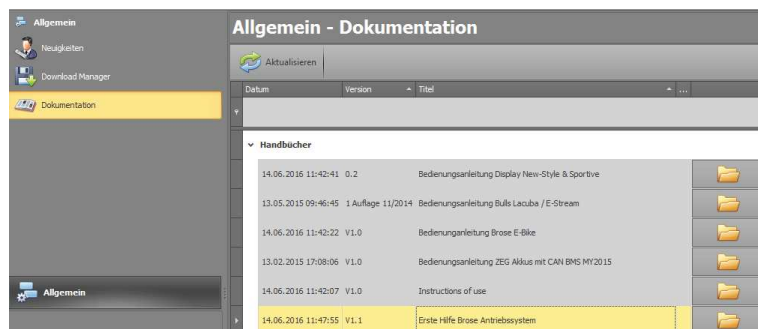 Allgemein
Neuigkeiten
Download Manager
Dokumentation
Allgemein
Allgemein - Dokumentation
Aktualisieren
Datum Version Titel ...
Handbücher
14.06.2016 11:42:41 0.2 Bedienungsanleitung Display New-Style & Sportive
13.05.2015 09:46:45 1 Auflage 11/2014 Bedienungsanleitung Bulls Lacuba / E-Stream
14.06.2016 11:42:22 V1.0 Bedienunganleitung Brose E-Bike
13.02.2015 17:08:06 V1.0 Bedienungsanleitung ZEG Akkus mit CAN BMS MY2015
14.06.2016 11:42:07 V1.0 Instructions of use
14.06.2016 11:47:55 V1.1 Erste Hilfe Brose Antriebssystem